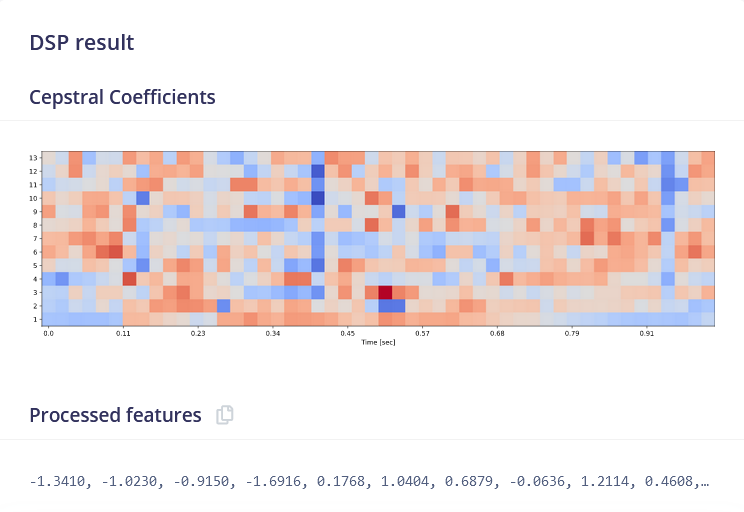 DSP result
Cepstral Coefficients
13
12
11
10
9
8
7
6
5
4
3
2
1
0.0 0.11 0.23 0.34 0.45 0.57 0.68 0.79 0.91
Time [sec]
Processed features
-1.3410, -1.0230, -0.9150, -1.6916, 0.1768, 1.0404, 0.6879, -0.0636, 1.2114, 0.4608,…